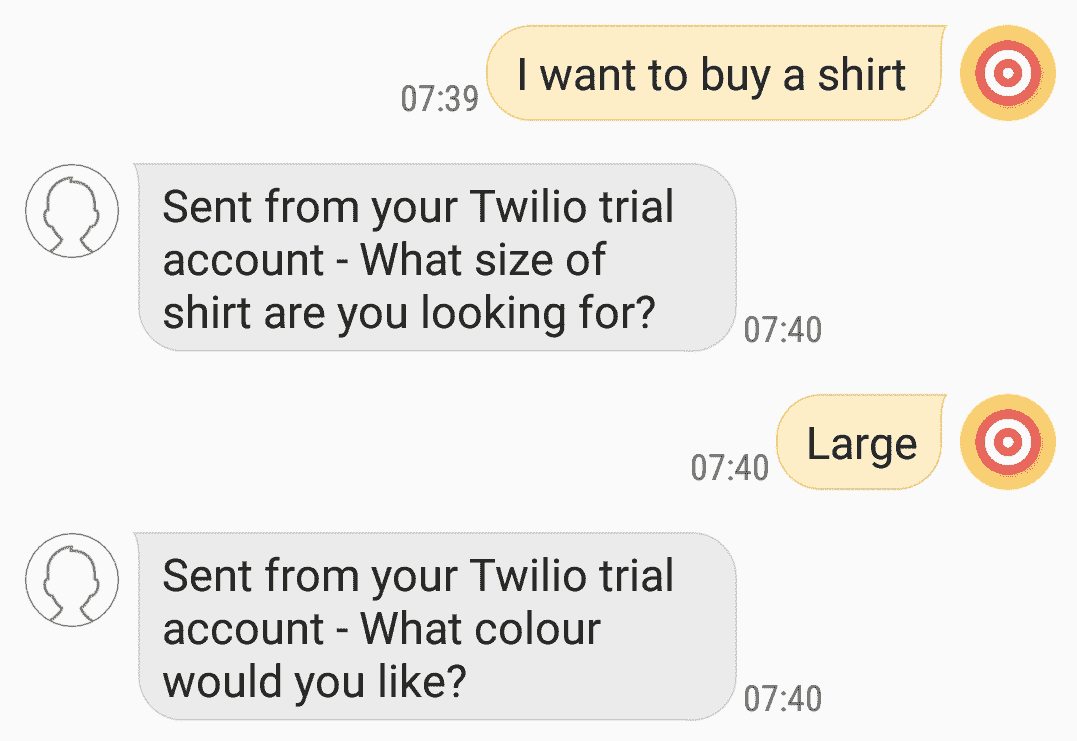 I want to buy a shirt
07:39
Sent from your Twilio trial
account - What size of
shirt are you looking for?
07:40
Large
07:40
Sent from your Twilio trial
account - What colour
would you like?
07:40